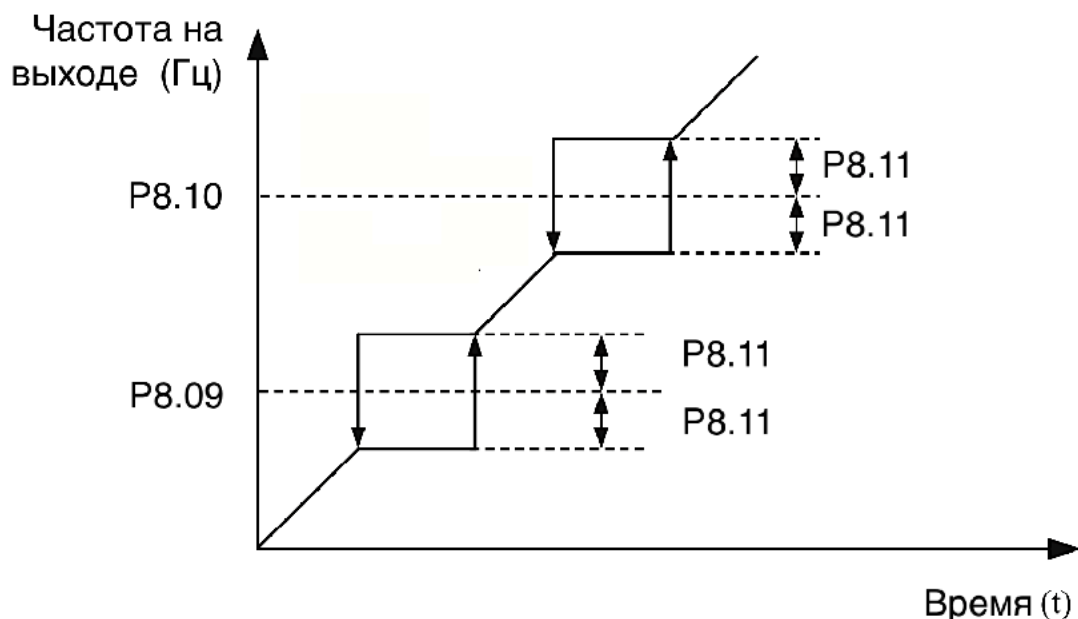 Частота на
выходе (Гц)
P8.11
P8.10
P8.11
P8.11
P8.09
P8.11
Время (t)